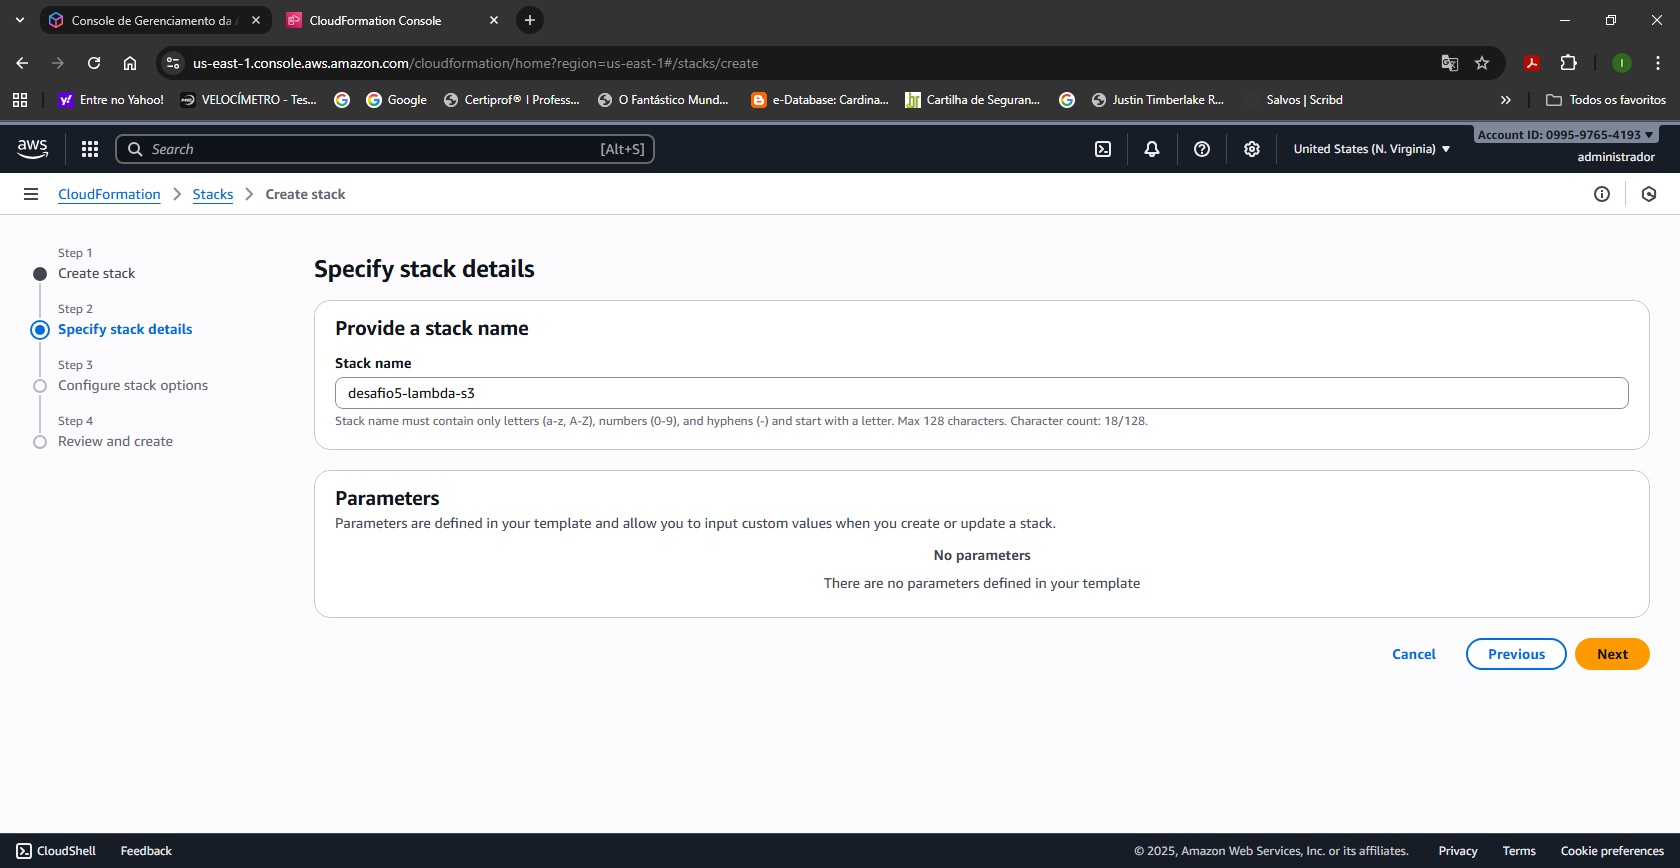 Console de Gerenciamento da
CloudFormation Console
us-east-1.console.aws.amazon.com/cloudformation/home?region=us-east-1#/stacks/create
Entre no Yahoo!
VELOCÍMETRO - Tes...
Google
Certiprof® I Profess...
O Fantástico Mund...
e-Database: Cardina...
Cartilha de Seguran...
Justin Timberlake R...
Salvos | Scribd
Todos os favoritos
aws
Search
[Alt+S]
United States (N. Virginia)
Account ID: 0995-9765-4193
administrador
CloudFormation
Stacks
Create stack
Step 1
Create stack
Step 2
Specify stack details
Step 3
Configure stack options
Step 4
Review and create
Specify stack details
Provide a stack name
Stack name
desafio5-lambda-s3
Stack name must contain only letters (a-z, A-Z), numbers (0-9), and hyphens (-) and start with a letter. Max 128 characters. Character count: 18/128.
Parameters
Parameters are defined in your template and allow you to input custom values when you create or update a stack.
No parameters
There are no parameters defined in your template
Cancel
Previous
Next
CloudShell
Feedback
© 2025, Amazon Web Services, Inc. or its affiliates.
Privacy
Terms
Cookie preferences